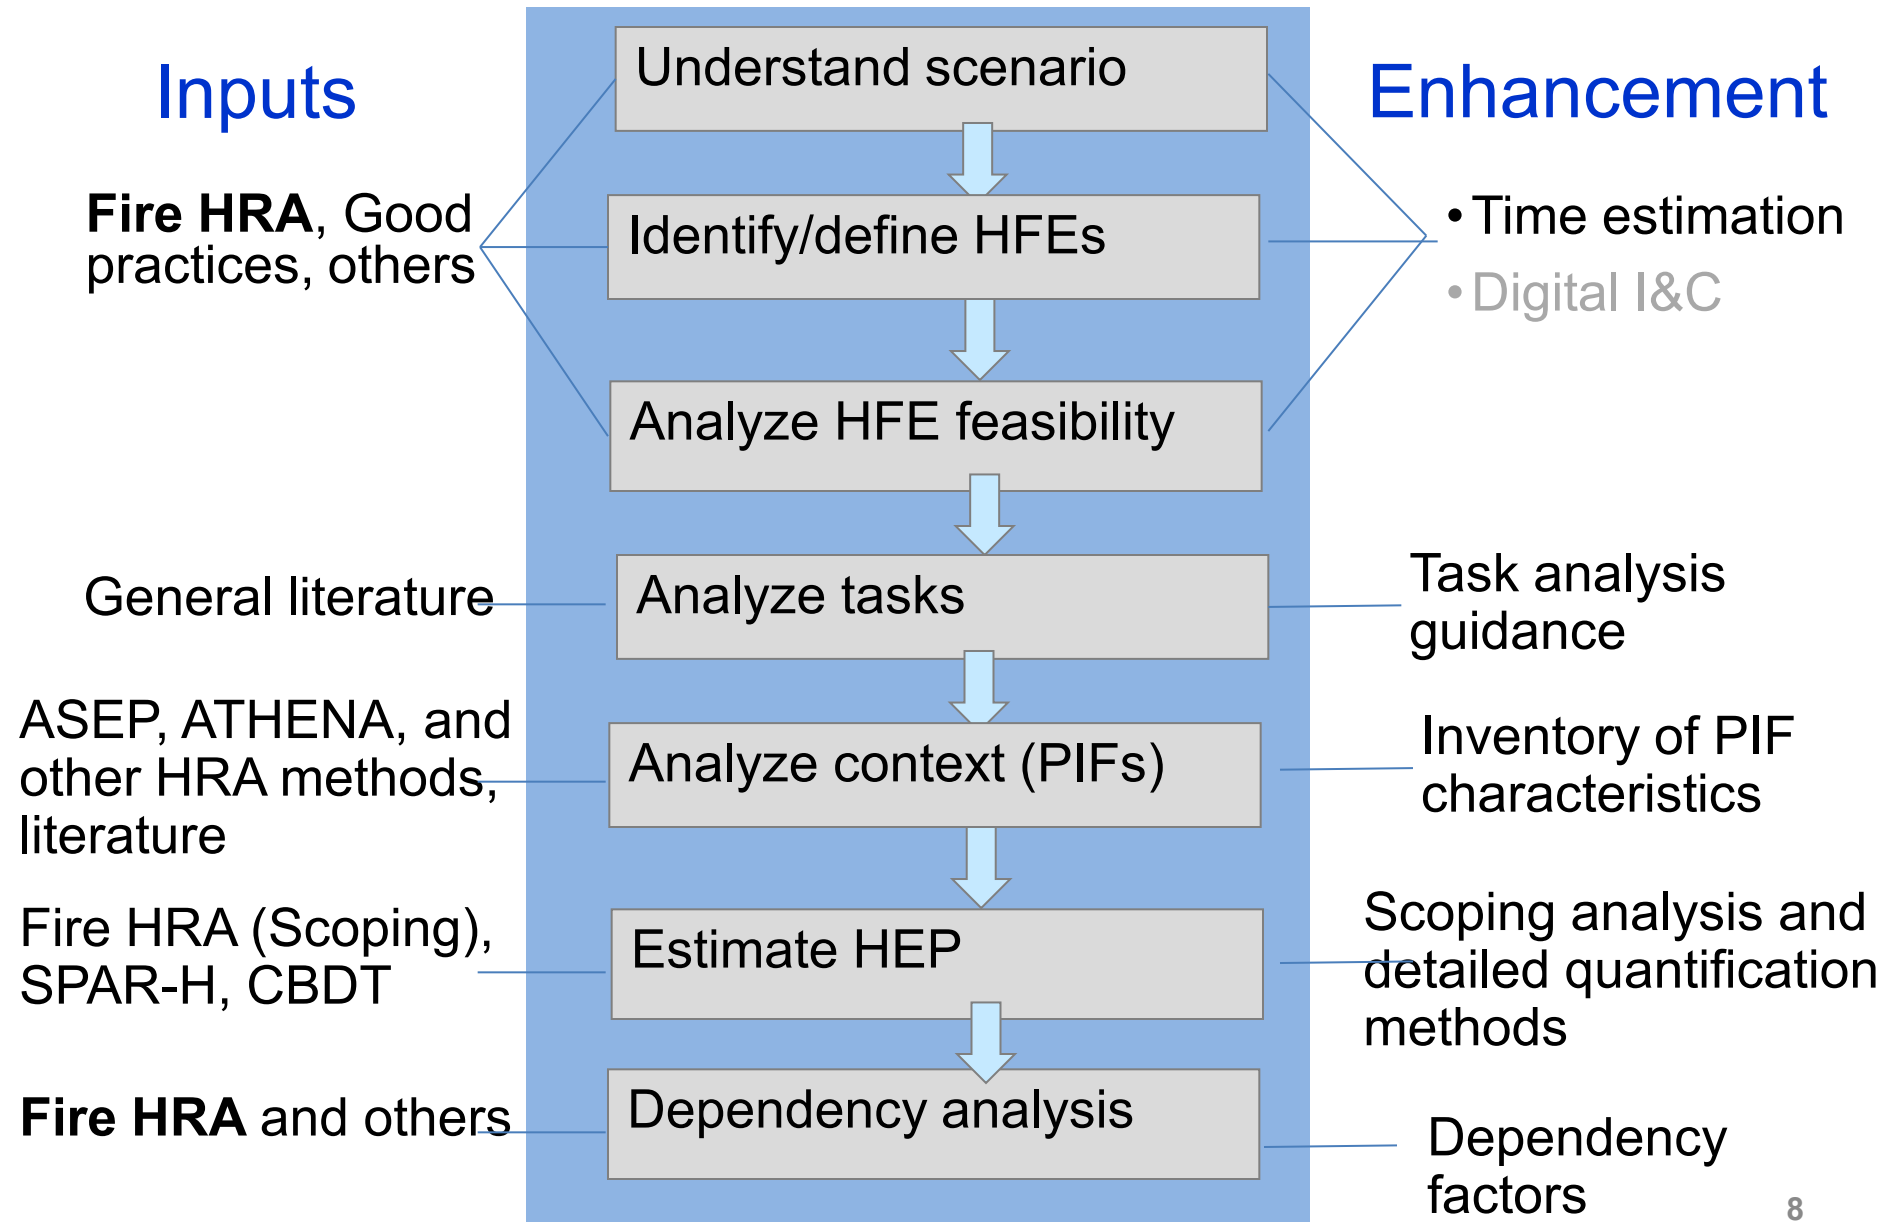 Inputs
Enhancement
Understand scenario
Fire HRA, Good
practices, others
Identify/define HFEs
• Time estimation
• Digital I&C
Analyze HFE feasibility
General literature
Analyze tasks
Task analysis
guidance
ASEP, ATHENA, and
other HRA methods,
literature
Analyze context (PIFs)
Inventory of PIF
characteristics
Fire HRA (Scoping),
SPAR-H, CBDT
Estimate HEP
Scoping analysis and
detailed quantification
methods
Fire HRA and others
Dependency analysis
Dependency
factors
8